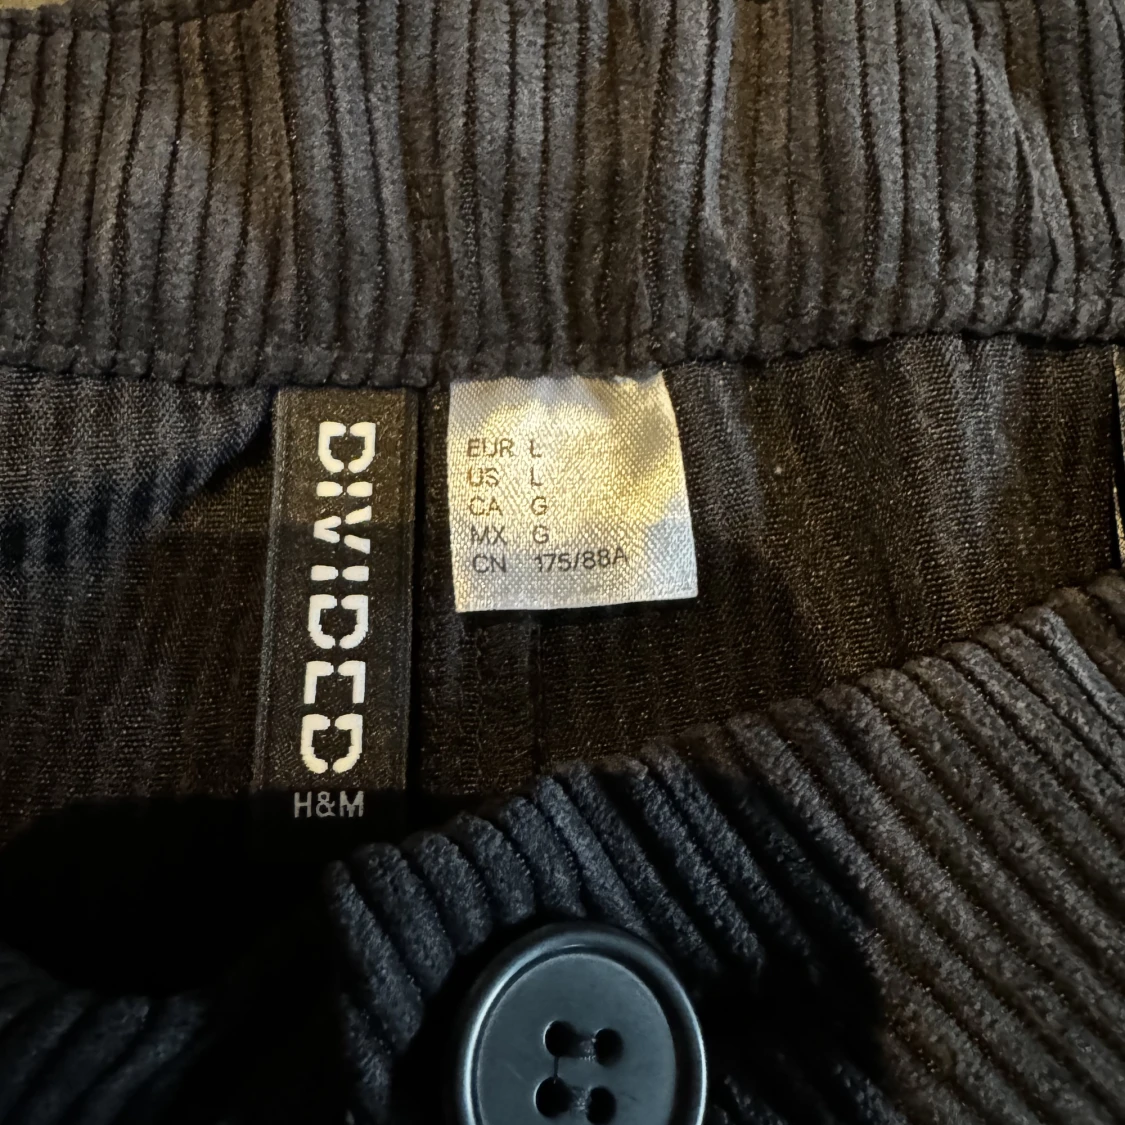 DIVIDED
H&M
EUR L
US L
CA G
MX G
CN 175/88A